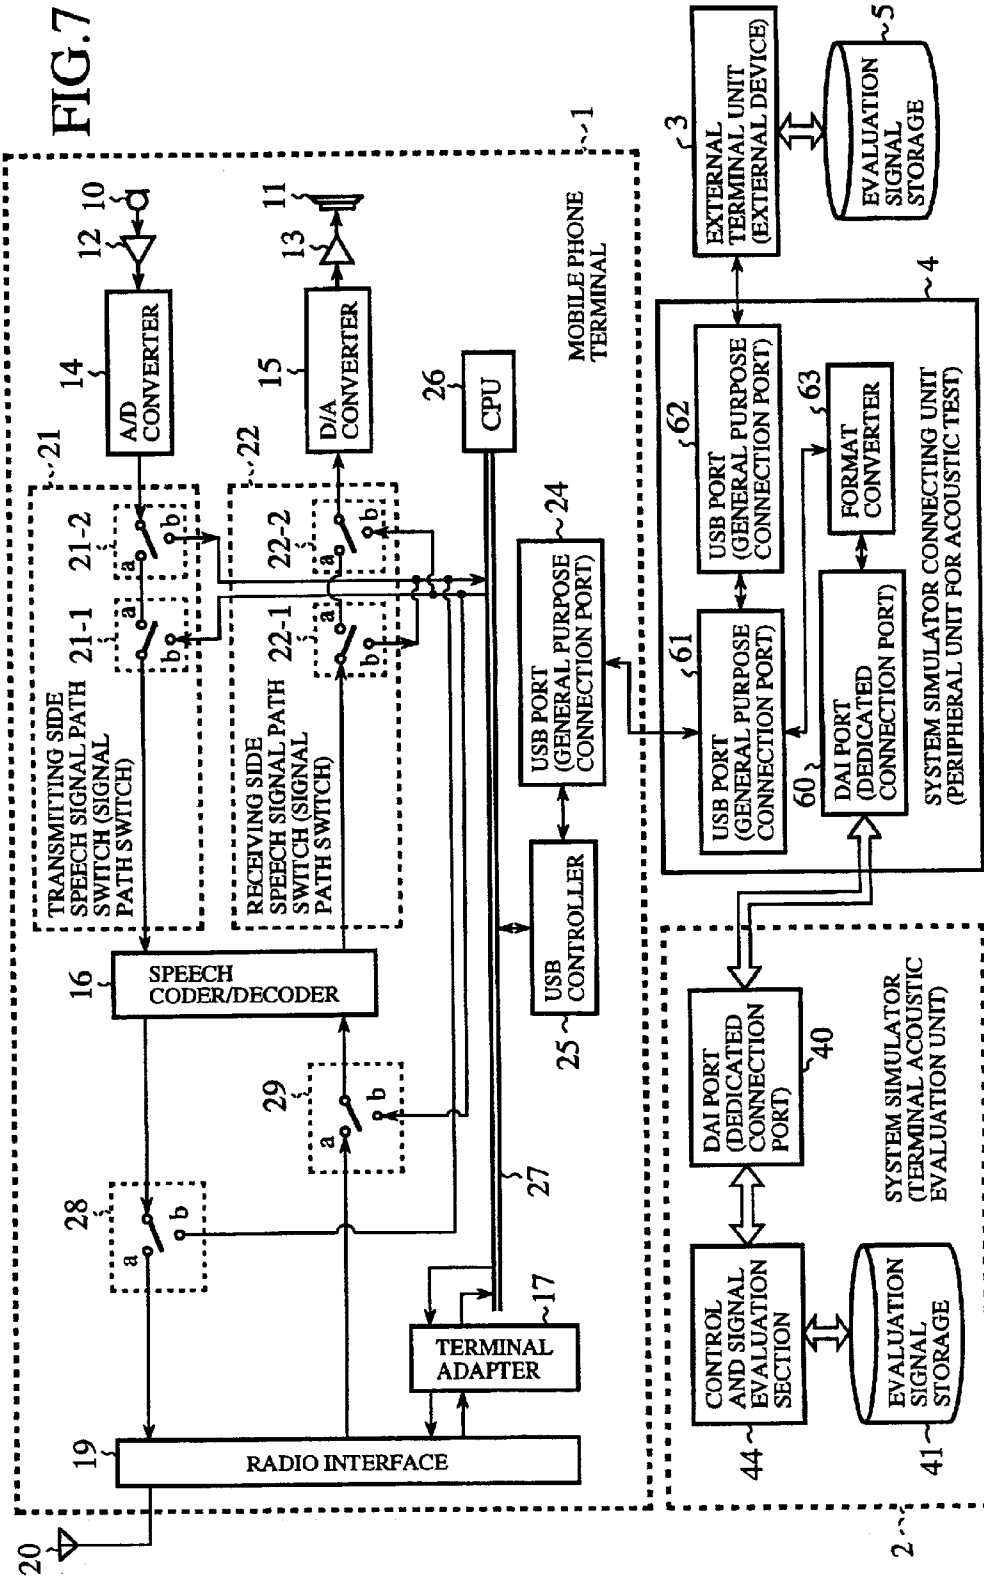 FIG.7
10
12
14
A/D
CONVERTER
21
21-2
a
b
21-1
a
b
TRANSMITTING SIDE
SPEECH SIGNAL PATH
SWITCH (SIGNAL
PATH SWITCH)
11
13
15
D/A
CONVERTER
22
22-2
a
b
22-1
a
b
RECEIVING SIDE
SPEECH SIGNAL PATH
SWITCH (SIGNAL
PATH SWITCH)
16
SPEECH
CODER/DECODER
28
a
b
29
a
b
19
RADIO INTERFACE
20
17
TERMINAL
ADAPTER
27
26
CPU
24
USB PORT
(GENERAL PURPOSE
CONNECTION PORT)
25
USB
CONTROLLER
MOBILE PHONE
TERMINAL
1
3
EXTERNAL
TERMINAL UNIT
(EXTERNAL DEVICE)
5
EVALUATION
SIGNAL
STORAGE
4
62
USB PORT
(GENERAL PURPOSE
CONNECTION PORT)
61
USB PORT
(GENERAL PURPOSE
CONNECTION PORT)
63
FORMAT
CONVERTER
60
DAI PORT
(DEDICATED
CONNECTION PORT)
SYSTEM SIMULATOR CONNECTING UNIT
(PERIPHERAL UNIT FOR ACOUSTIC TEST)
40
DAI PORT
(DEDICATED
CONNECTION
PORT)
44
CONTROL
AND SIGNAL
EVALUATION
SECTION
41
EVALUATION
SIGNAL
STORAGE
SYSTEM SIMULATOR
(TERMINAL ACOUSTIC
EVALUATION UNIT)
2